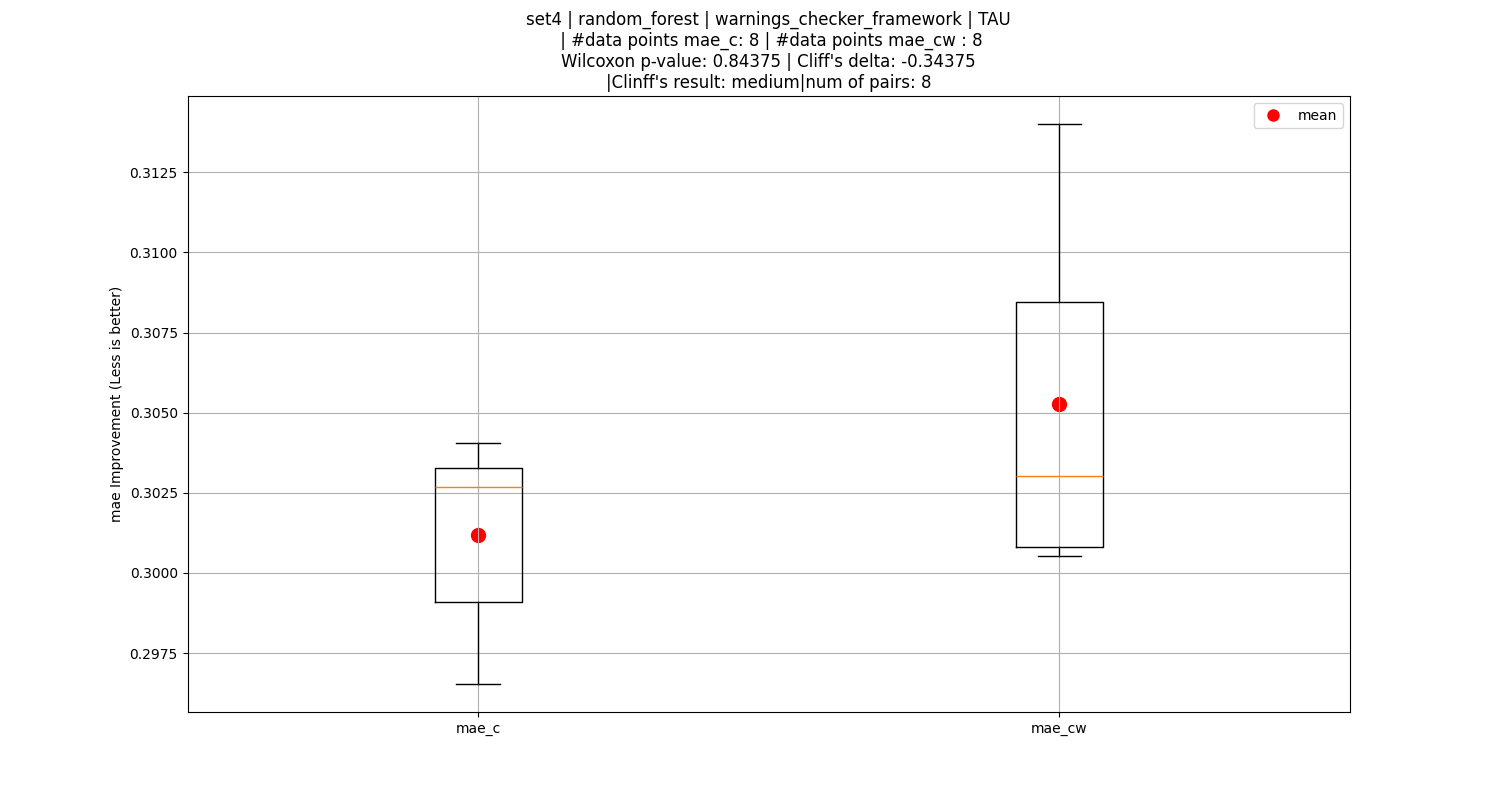 set4 | random_forest | warnings_checker_framework | TAU
| #data points mae_c: 8 | #data points mae_cw : 8
Wilcoxon p-value: 0.84375 | Cliff's delta: -0.34375
|Clinff's result: medium|num of pairs: 8
mean
0.3125
0.3100
0.3075
0.3050
0.3025
0.3000
0.2975
mae Improvement (Less is better)
mae_c
mae_cw